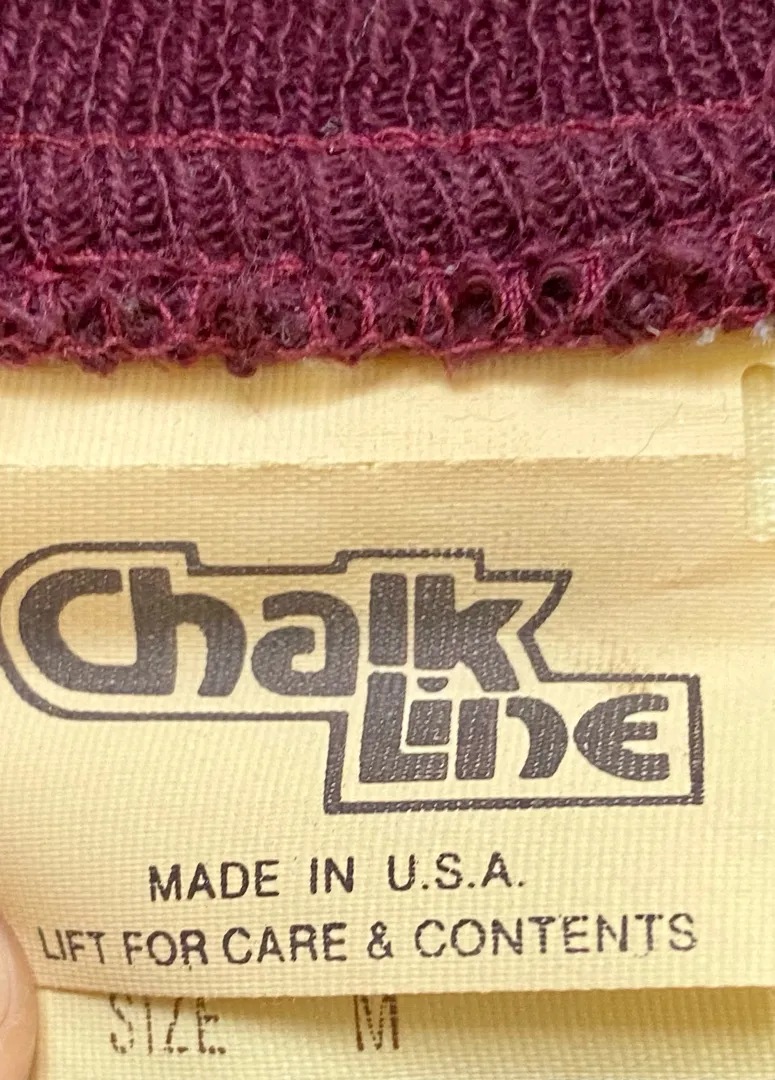 Chalk
Line
MADE IN U.S.A.
LIFT FOR CARE & CONTENTS
SIZE M